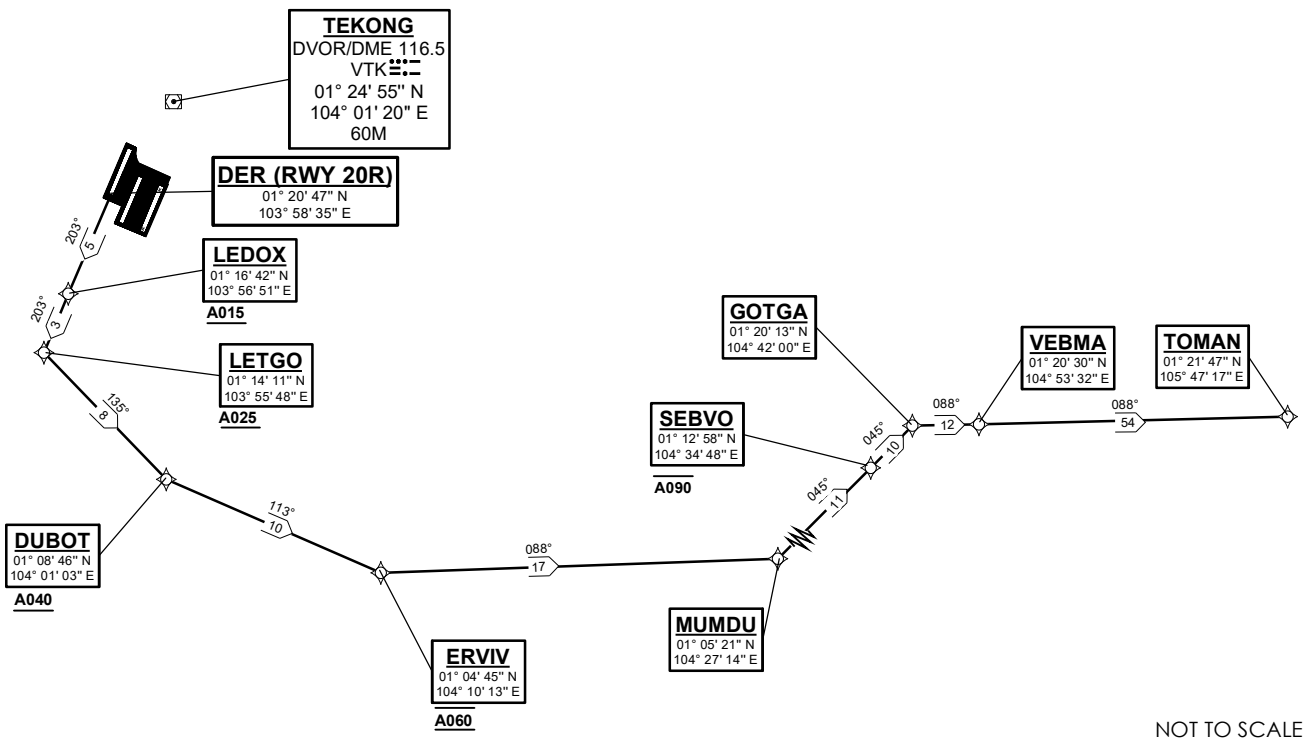 TEKONG
DVOR/DME 116.5
VTK
01° 24' 55" N
104° 01' 20" E
60M
DER (RWY 20R)
01° 20' 47" N
103° 58' 35" E
203°
5
LEDOX
01° 16' 42" N
103° 56' 51" E
A015
203°
3
LETGO
01° 14' 11" N
103° 55' 48" E
A025
135°
8
DUBOT
01° 08' 46" N
104° 01' 03" E
A040
113°
10
ERVIV
01° 04' 45" N
104° 10' 13" E
A060
088°
17
MUMDU
01° 05' 21" N
104° 27' 14" E
045°
11
SEBVO
01° 12' 58" N
104° 34' 48" E
A090
045°
10
GOTGA
01° 20' 13" N
104° 42' 00" E
088°
12
VEBMA
01° 20' 30" N
104° 53' 32" E
088°
54
TOMAN
01° 21' 47" N
105° 47' 17" E
NOT TO SCALE